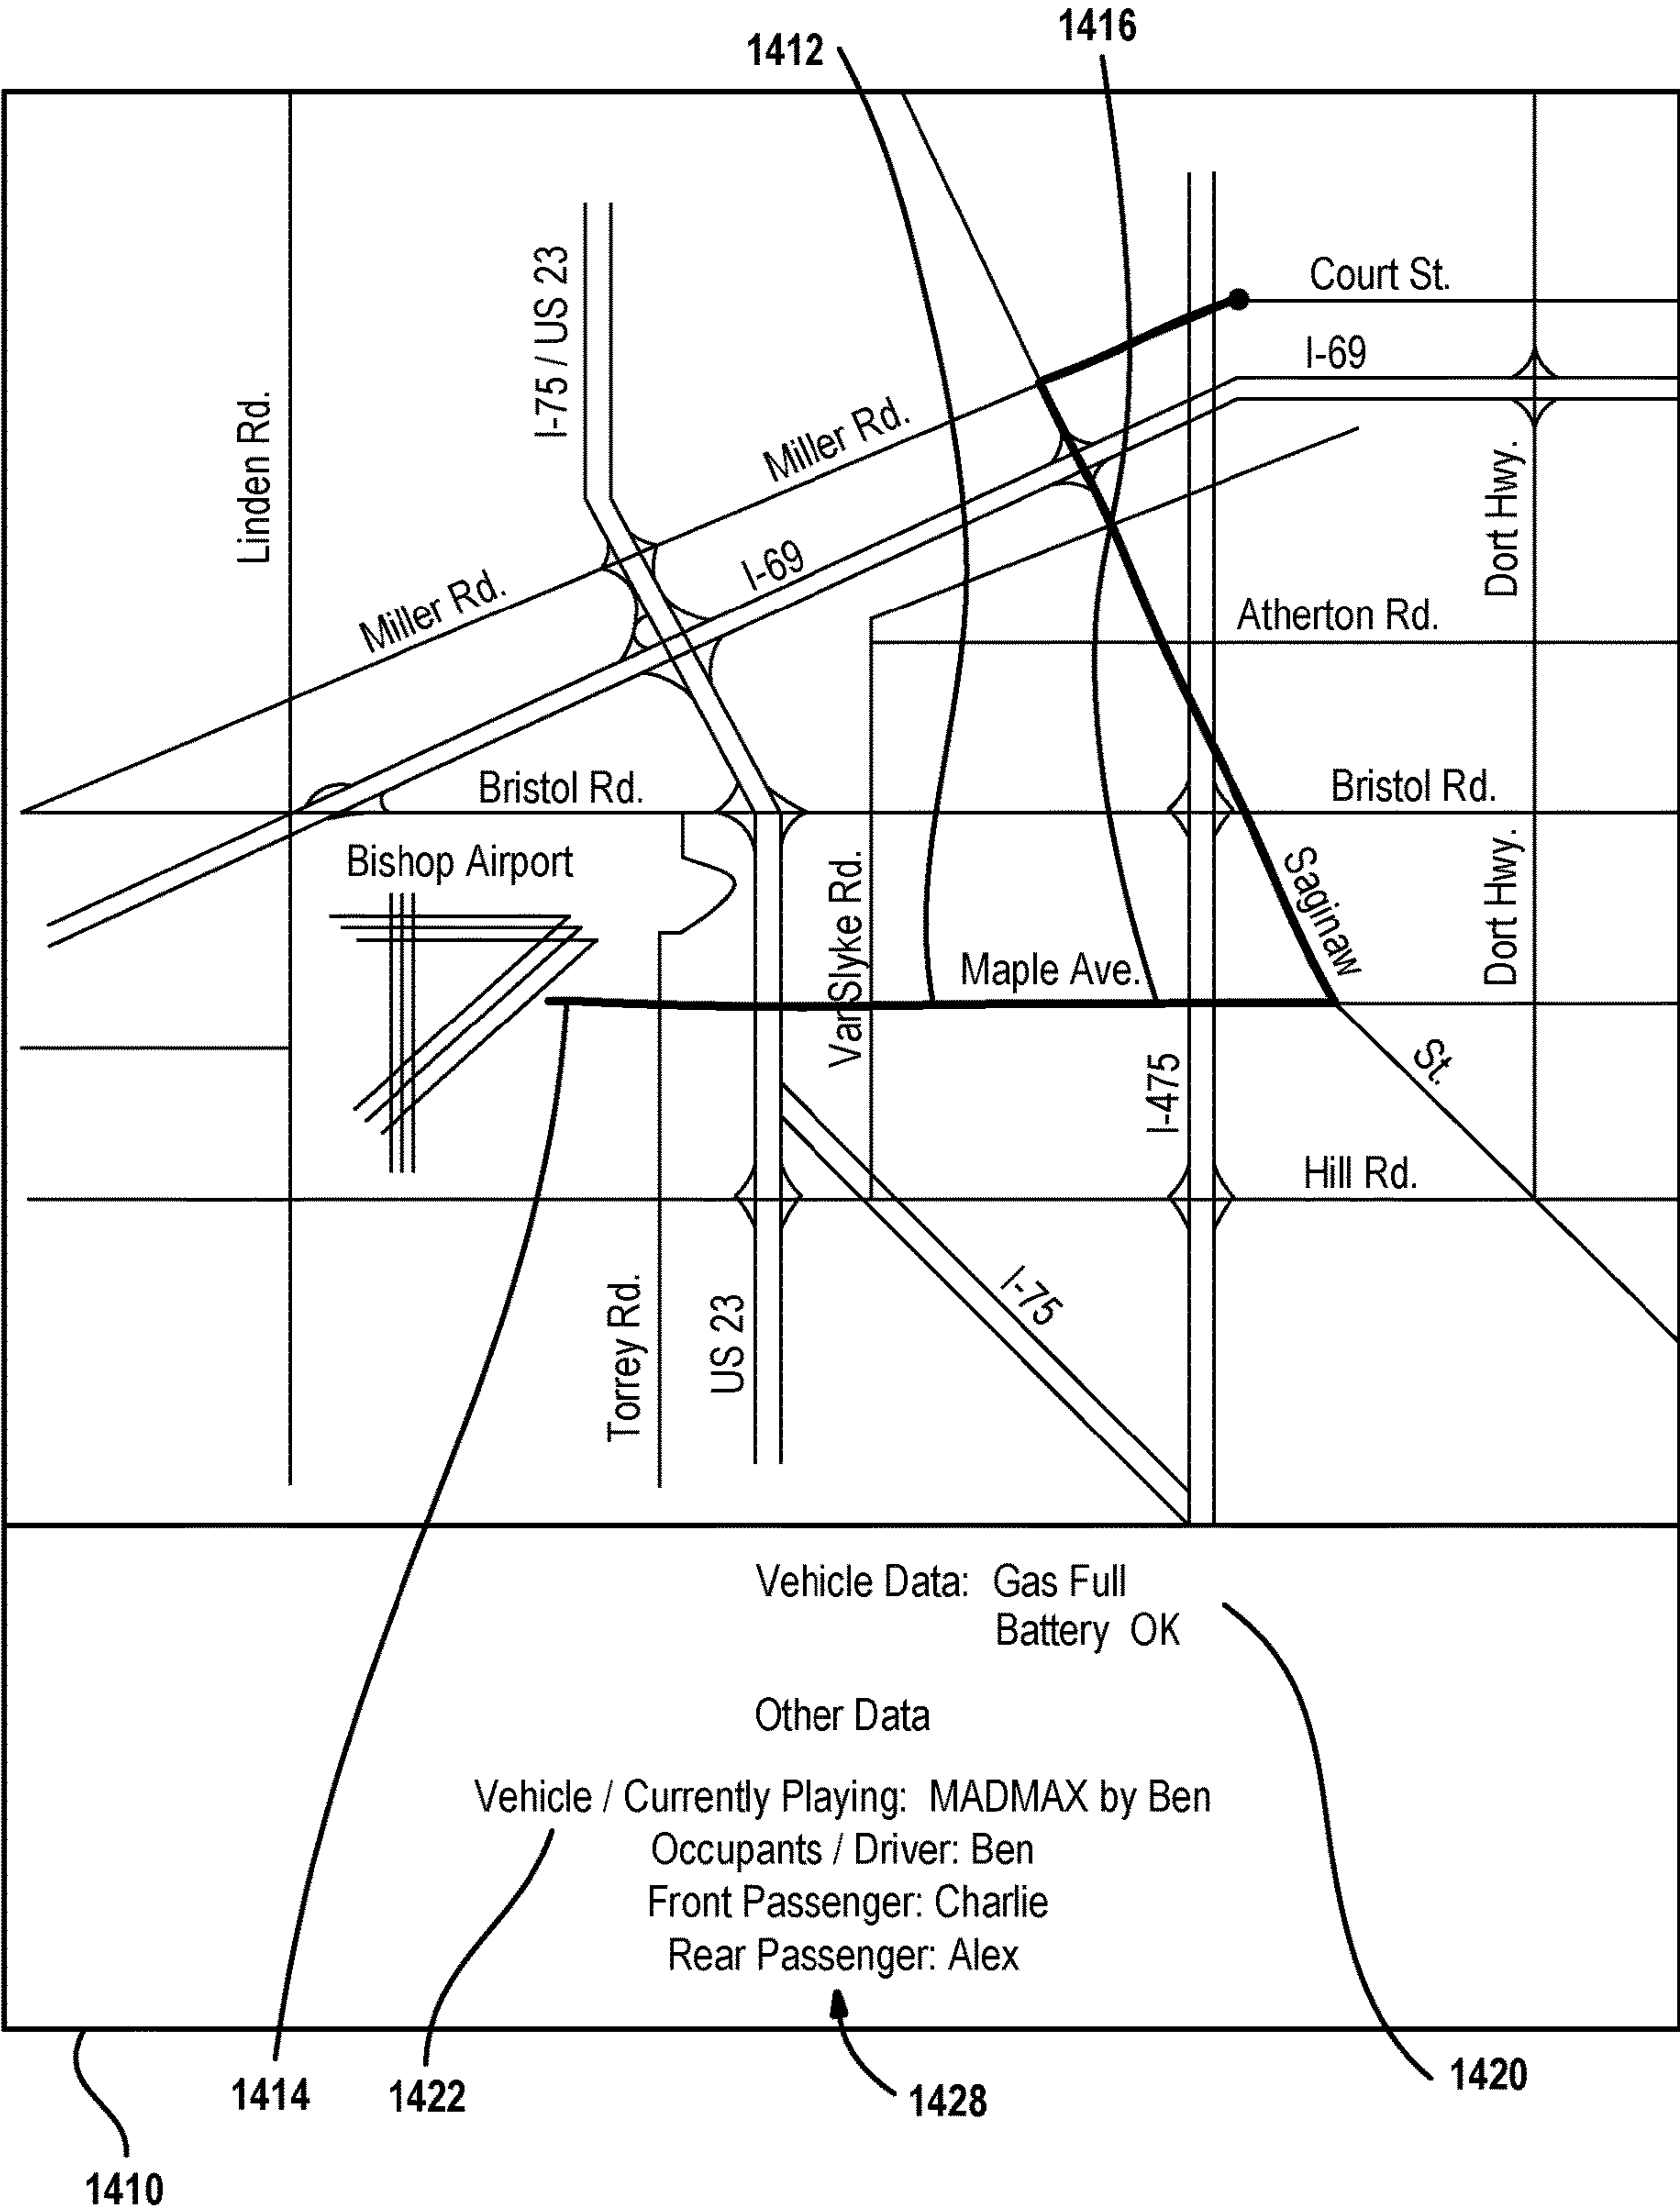 1416
1412
Court St.
I-75 / US 23
I-69
Linden Rd.
Miller Rd.
Dort Hwy.
I-69
Miller Rd.
Atherton Rd.
Bristol Rd.
Bristol Rd.
Bishop Airport
Saginaw
Van Slyke Rd.
Dort Hwy.
Maple Ave.
St.
I-475
Hill Rd.
I-75
Torrey Rd.
US 23
Vehicle Data: Gas Full
Battery OK
Other Data
Vehicle / Currently Playing: MADMAX by Ben
Occupants / Driver: Ben
Front Passenger: Charlie
Rear Passenger: Alex
1420
1414
1422
1428
1410